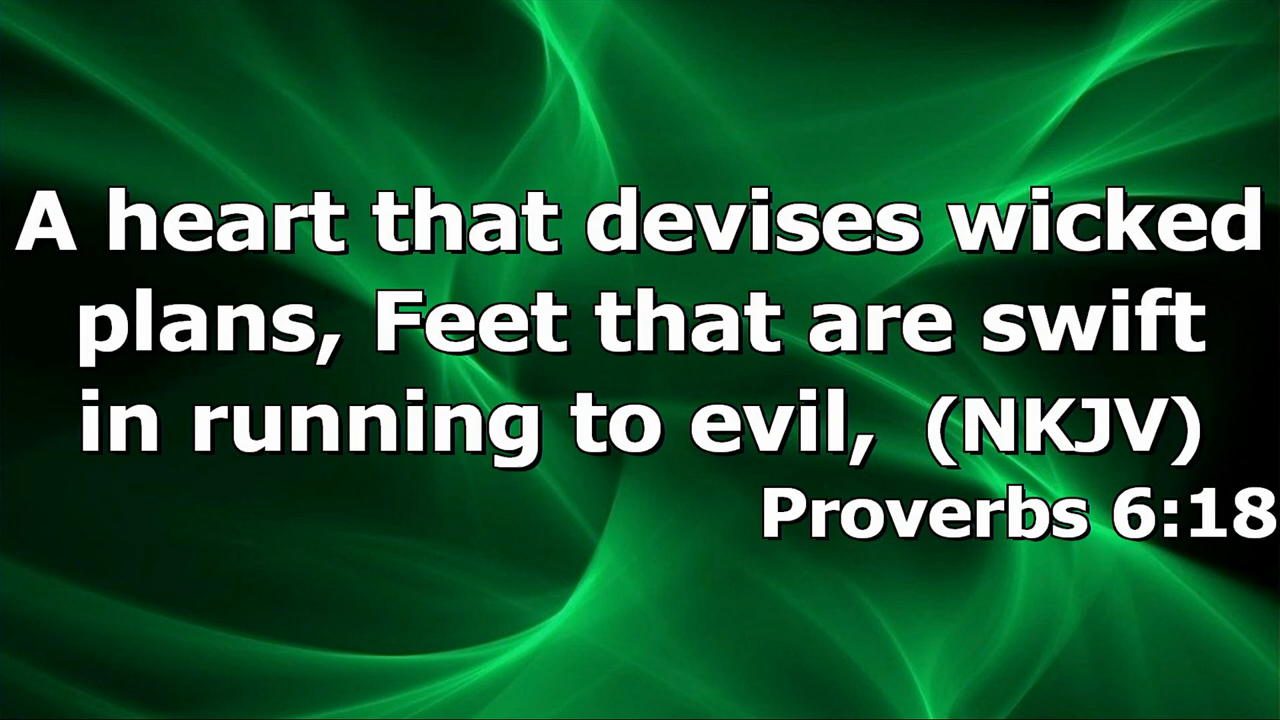 A heart that devises wicked
plans, Feet that are swift
in running to evil,  (NKJV)
Proverbs 6:18